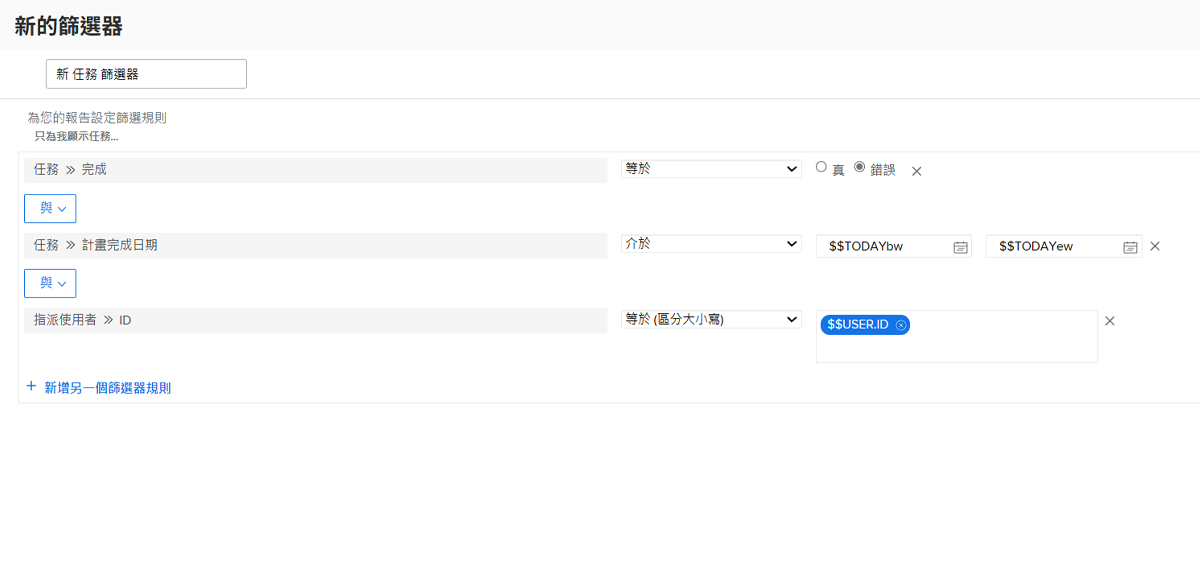 新的篩選器
新 任務 篩選器
為您的報告設定篩選規則
只為我顯示任務...
任務 » 完成 等於 真 錯誤
與
任務 » 計畫完成日期 介於 $$TODAYbw $$TODAYew
與
指派使用者 » ID 等於 (區分大小寫) $$USER.ID
+ 新增另一個篩選器規則